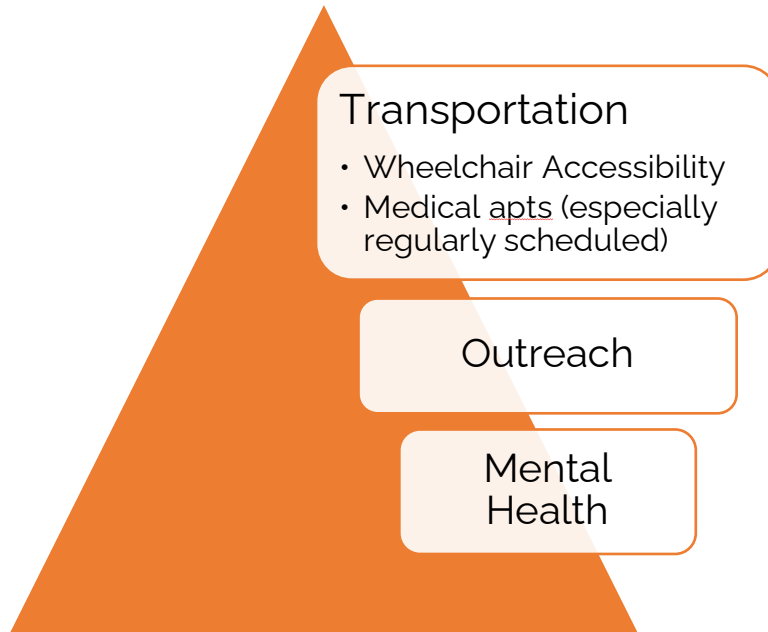 Transportation
• Wheelchair Accessibility
• Medical apts (especially
regularly scheduled)
Outreach
Mental
Health